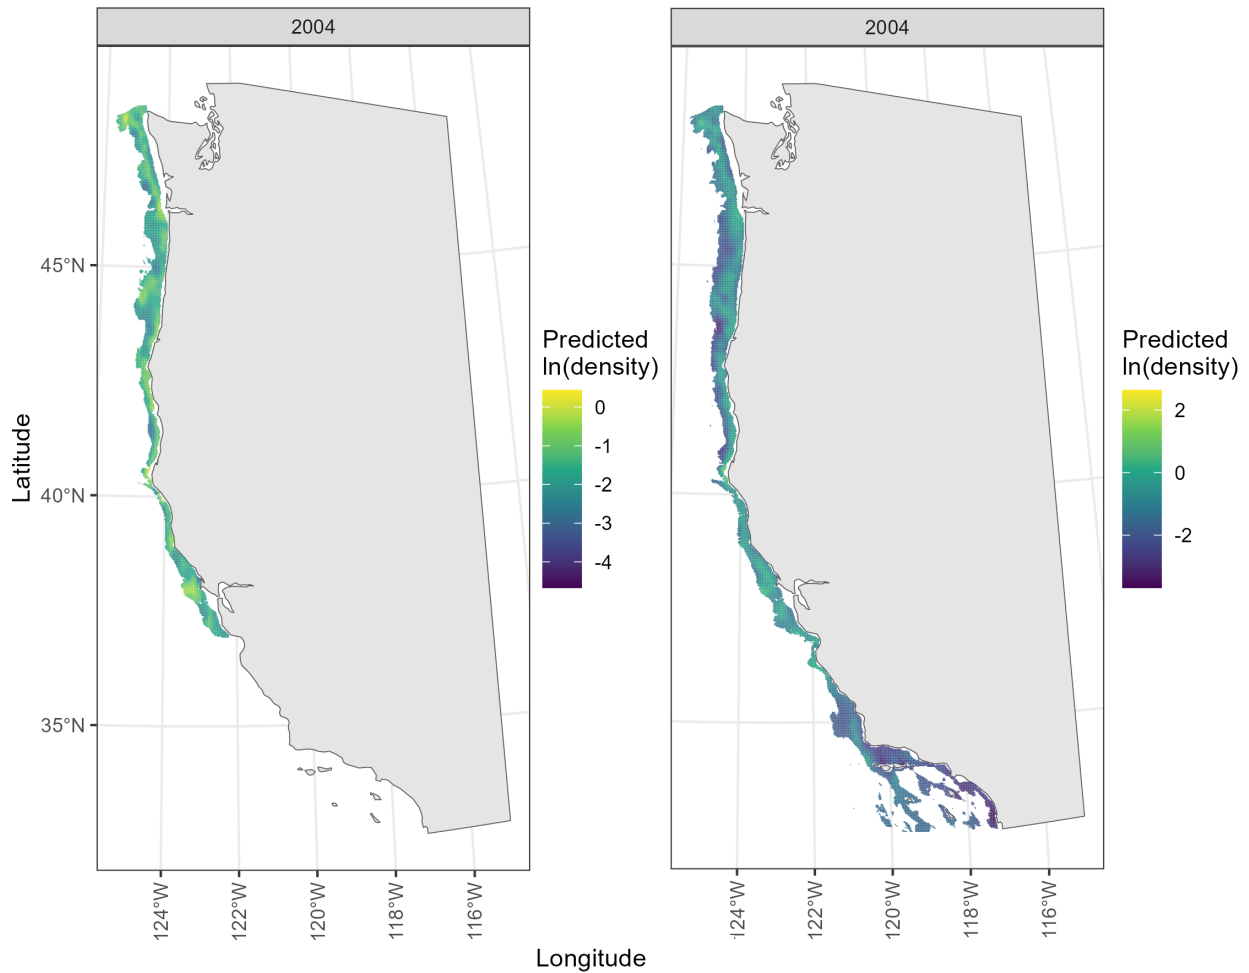 2004
2004
Latitude
45°N
40°N
35°N
Predicted
ln(density)
0
-1
-2
-3
-4
Predicted
ln(density)
2
0
-2
124°W
122°W
120°W
118°W
116°W
124°W
122°W
120°W
118°W
116°W
Longitude